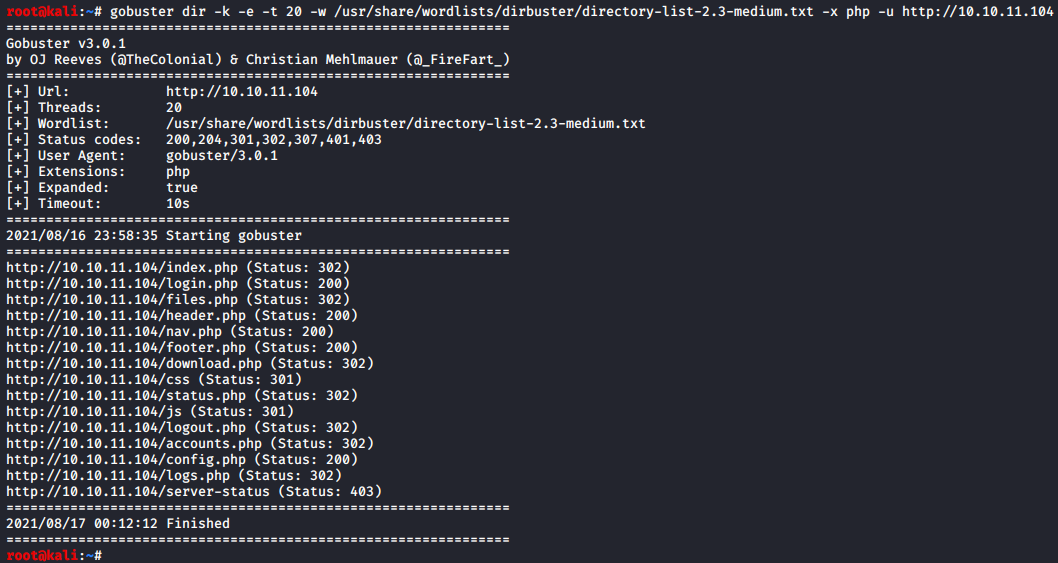 root@kali:~# gobuster dir -k -e -t 20 -w /usr/share/wordlists/dirbuster/directory-list-2.3-medium.txt -x php -u http://10.10.11.104
===============================================================
Gobuster v3.0.1
by OJ Reeves (@TheColonial) & Christian Mehlmauer (@_FireFart_)
===============================================================
[+] Url:            http://10.10.11.104
[+] Threads:        20
[+] Wordlist:       /usr/share/wordlists/dirbuster/directory-list-2.3-medium.txt
[+] Status codes:   200,204,301,302,307,401,403
[+] User Agent:     gobuster/3.0.1
[+] Extensions:     php
[+] Expanded:       true
[+] Timeout:        10s
===============================================================
2021/08/16 23:58:35 Starting gobuster
===============================================================
http://10.10.11.104/index.php (Status: 302)
http://10.10.11.104/login.php (Status: 200)
http://10.10.11.104/files.php (Status: 302)
http://10.10.11.104/header.php (Status: 200)
http://10.10.11.104/nav.php (Status: 200)
http://10.10.11.104/footer.php (Status: 200)
http://10.10.11.104/download.php (Status: 302)
http://10.10.11.104/css (Status: 301)
http://10.10.11.104/status.php (Status: 302)
http://10.10.11.104/js (Status: 301)
http://10.10.11.104/logout.php (Status: 302)
http://10.10.11.104/accounts.php (Status: 302)
http://10.10.11.104/config.php (Status: 200)
http://10.10.11.104/logs.php (Status: 302)
http://10.10.11.104/server-status (Status: 403)
===============================================================
2021/08/17 00:12:12 Finished
===============================================================
root@kali:~#